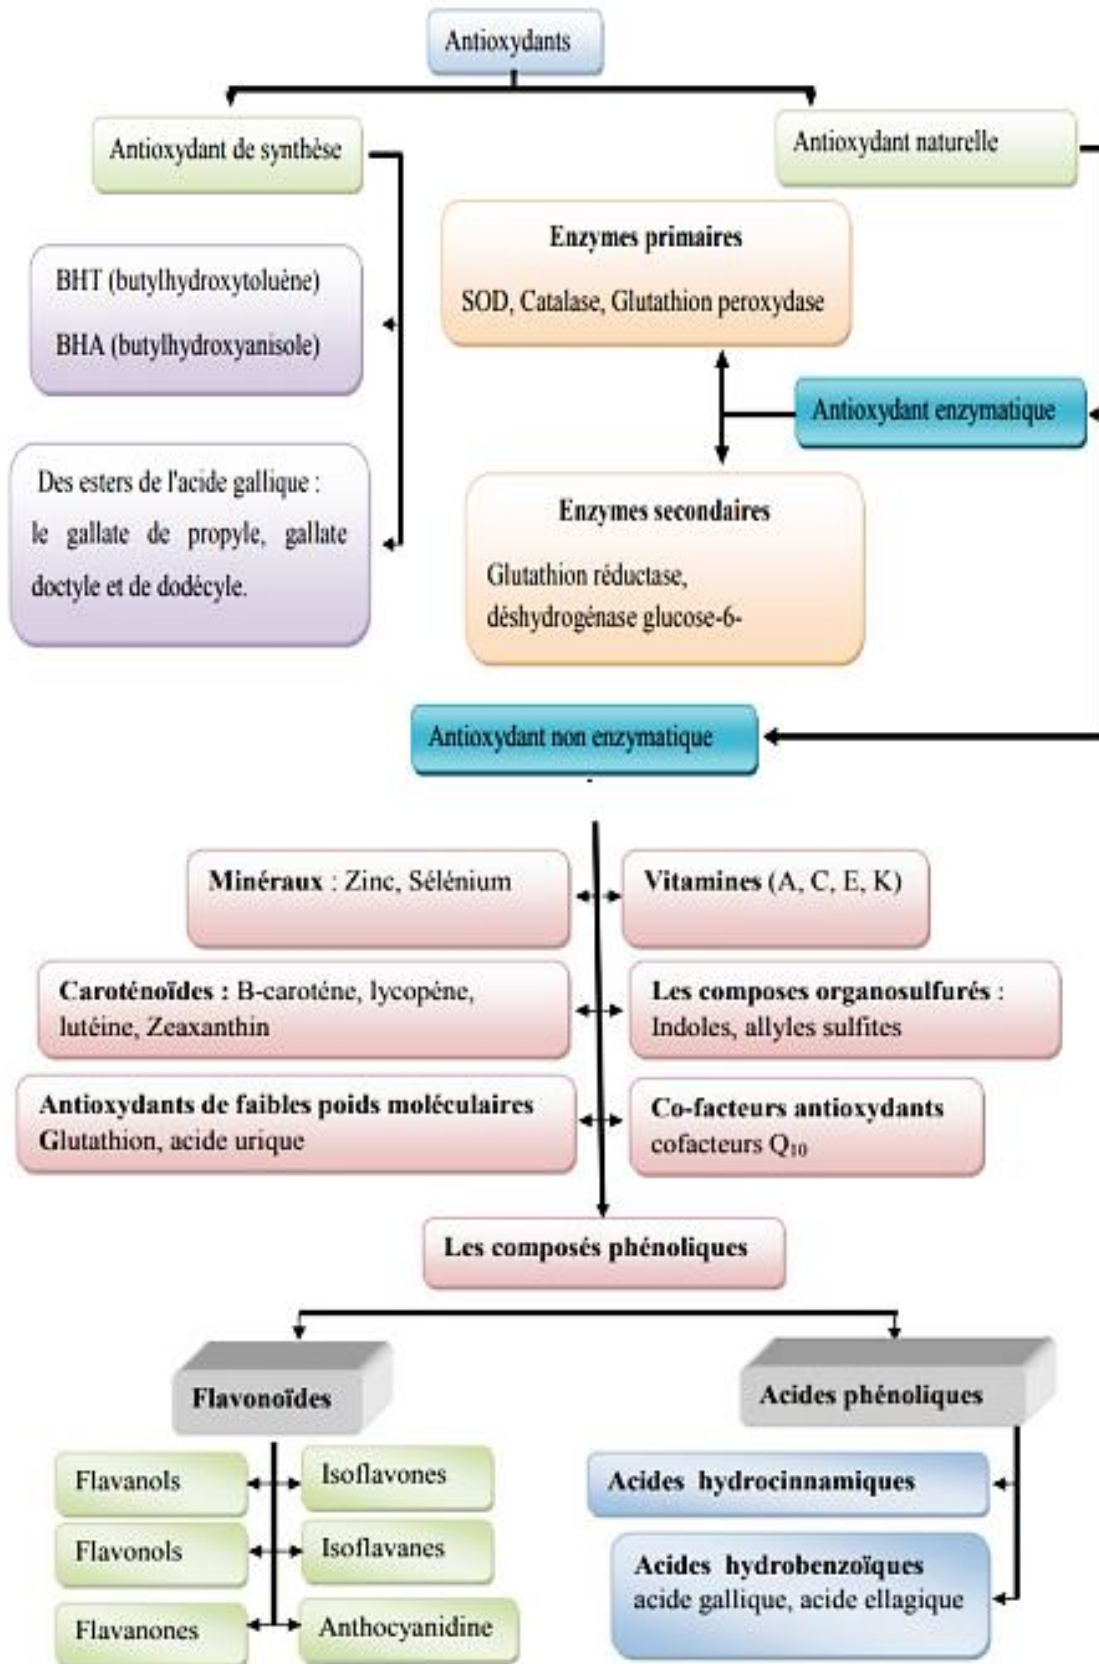 Antioxydants
Antioxydant de synthèse
Antioxydant naturelle
BHT (butylhydroxytoluène)
BHA (butylhydroxyanisole)
Enzymes primaires
SOD, Catalase, Glutathion peroxydase
Antioxydant enzymatique
Des esters de l'acide gallique :
le gallate de propyle, gallate
doctyle et de dodécyle.
Enzymes secondaires
Glutathion réductase,
déshydrogénase glucose-6-
Antioxydant non enzymatique
Minéraux : Zinc, Sélénium
Vitamines (A, C, E, K)
Caroténoïdes : B-caroténe, lycopéne,
lutéine, Zeaxanthin
Les composes organosulfurés :
Indoles, allyles sulfites
Antioxydants de faibles poids moléculaires
Glutathion, acide urique
Co-facteurs antioxydants
cofacteurs Q₁₀
Les composés phénoliques
Flavonoïdes
Acides phénoliques
Flavanols
Isoflavones
Flavonols
Isoflavanes
Flavanones
Anthocyanidine
Acides hydrocinnamiques
Acides hydrobenzoïques
acide gallique, acide ellagique